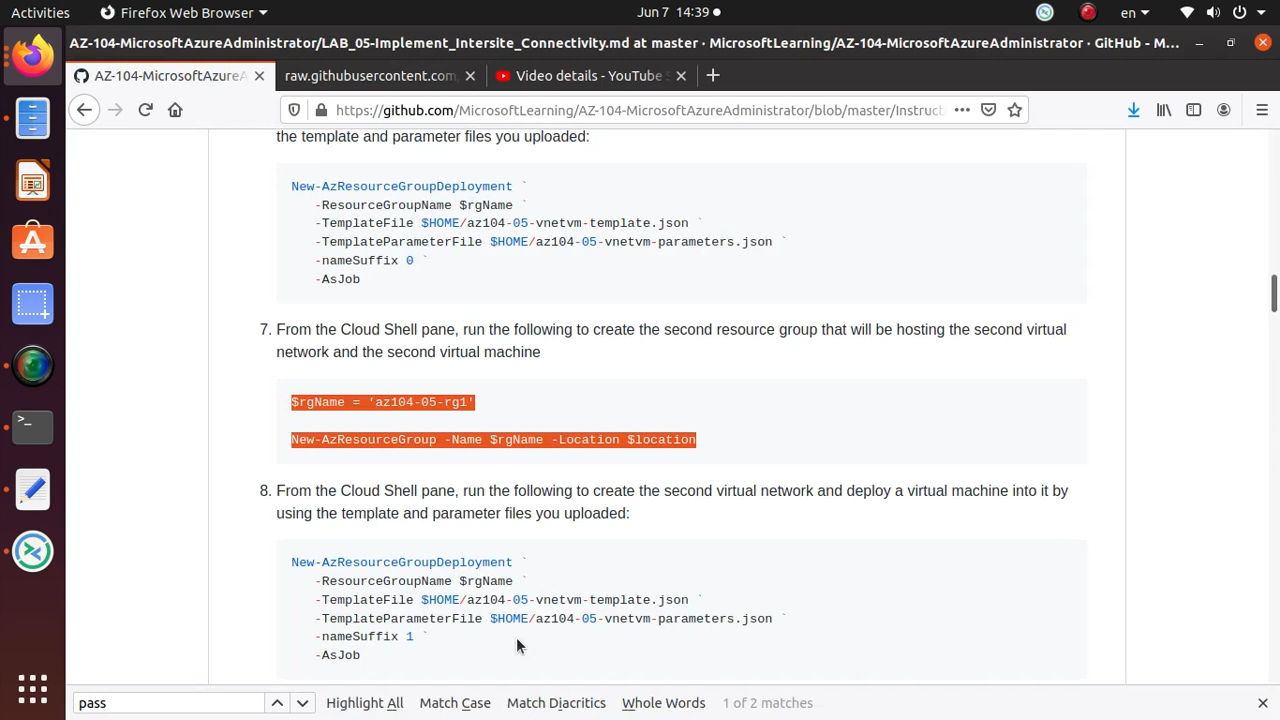 Activities
Firefox Web Browser
Jun 7 14:39
en
AZ-104-MicrosoftAzureAdministrator/LAB_05-Implement_Intersite_Connectivity.md at master · MicrosoftLearning/AZ-104-MicrosoftAzureAdministrator · GitHub - M...
AZ-104-MicrosoftAzureA
raw.githubusercontent.com
Video details - YouTube
https://github.com/MicrosoftLearning/AZ-104-MicrosoftAzureAdministrator/blob/master/Instruct
the template and parameter files you uploaded:
New-AzResourceGroupDeployment `
-ResourceGroupName $rgName `
-TemplateFile $HOME/az104-05-vnetvm-template.json `
-TemplateParameterFile $HOME/az104-05-vnetvm-parameters.json `
-nameSuffix 0 `
-AsJob
7. From the Cloud Shell pane, run the following to create the second resource group that will be hosting the second virtual
network and the second virtual machine
$rgName = 'az104-05-rg1'
New-AzResourceGroup -Name $rgName -Location $location
8. From the Cloud Shell pane, run the following to create the second virtual network and deploy a virtual machine into it by
using the template and parameter files you uploaded:
New-AzResourceGroupDeployment `
-ResourceGroupName $rgName `
-TemplateFile $HOME/az104-05-vnetvm-template.json `
-TemplateParameterFile $HOME/az104-05-vnetvm-parameters.json `
-nameSuffix 1 `
-AsJob
pass
Highlight All
Match Case
Match Diacritics
Whole Words
1 of 2 matches